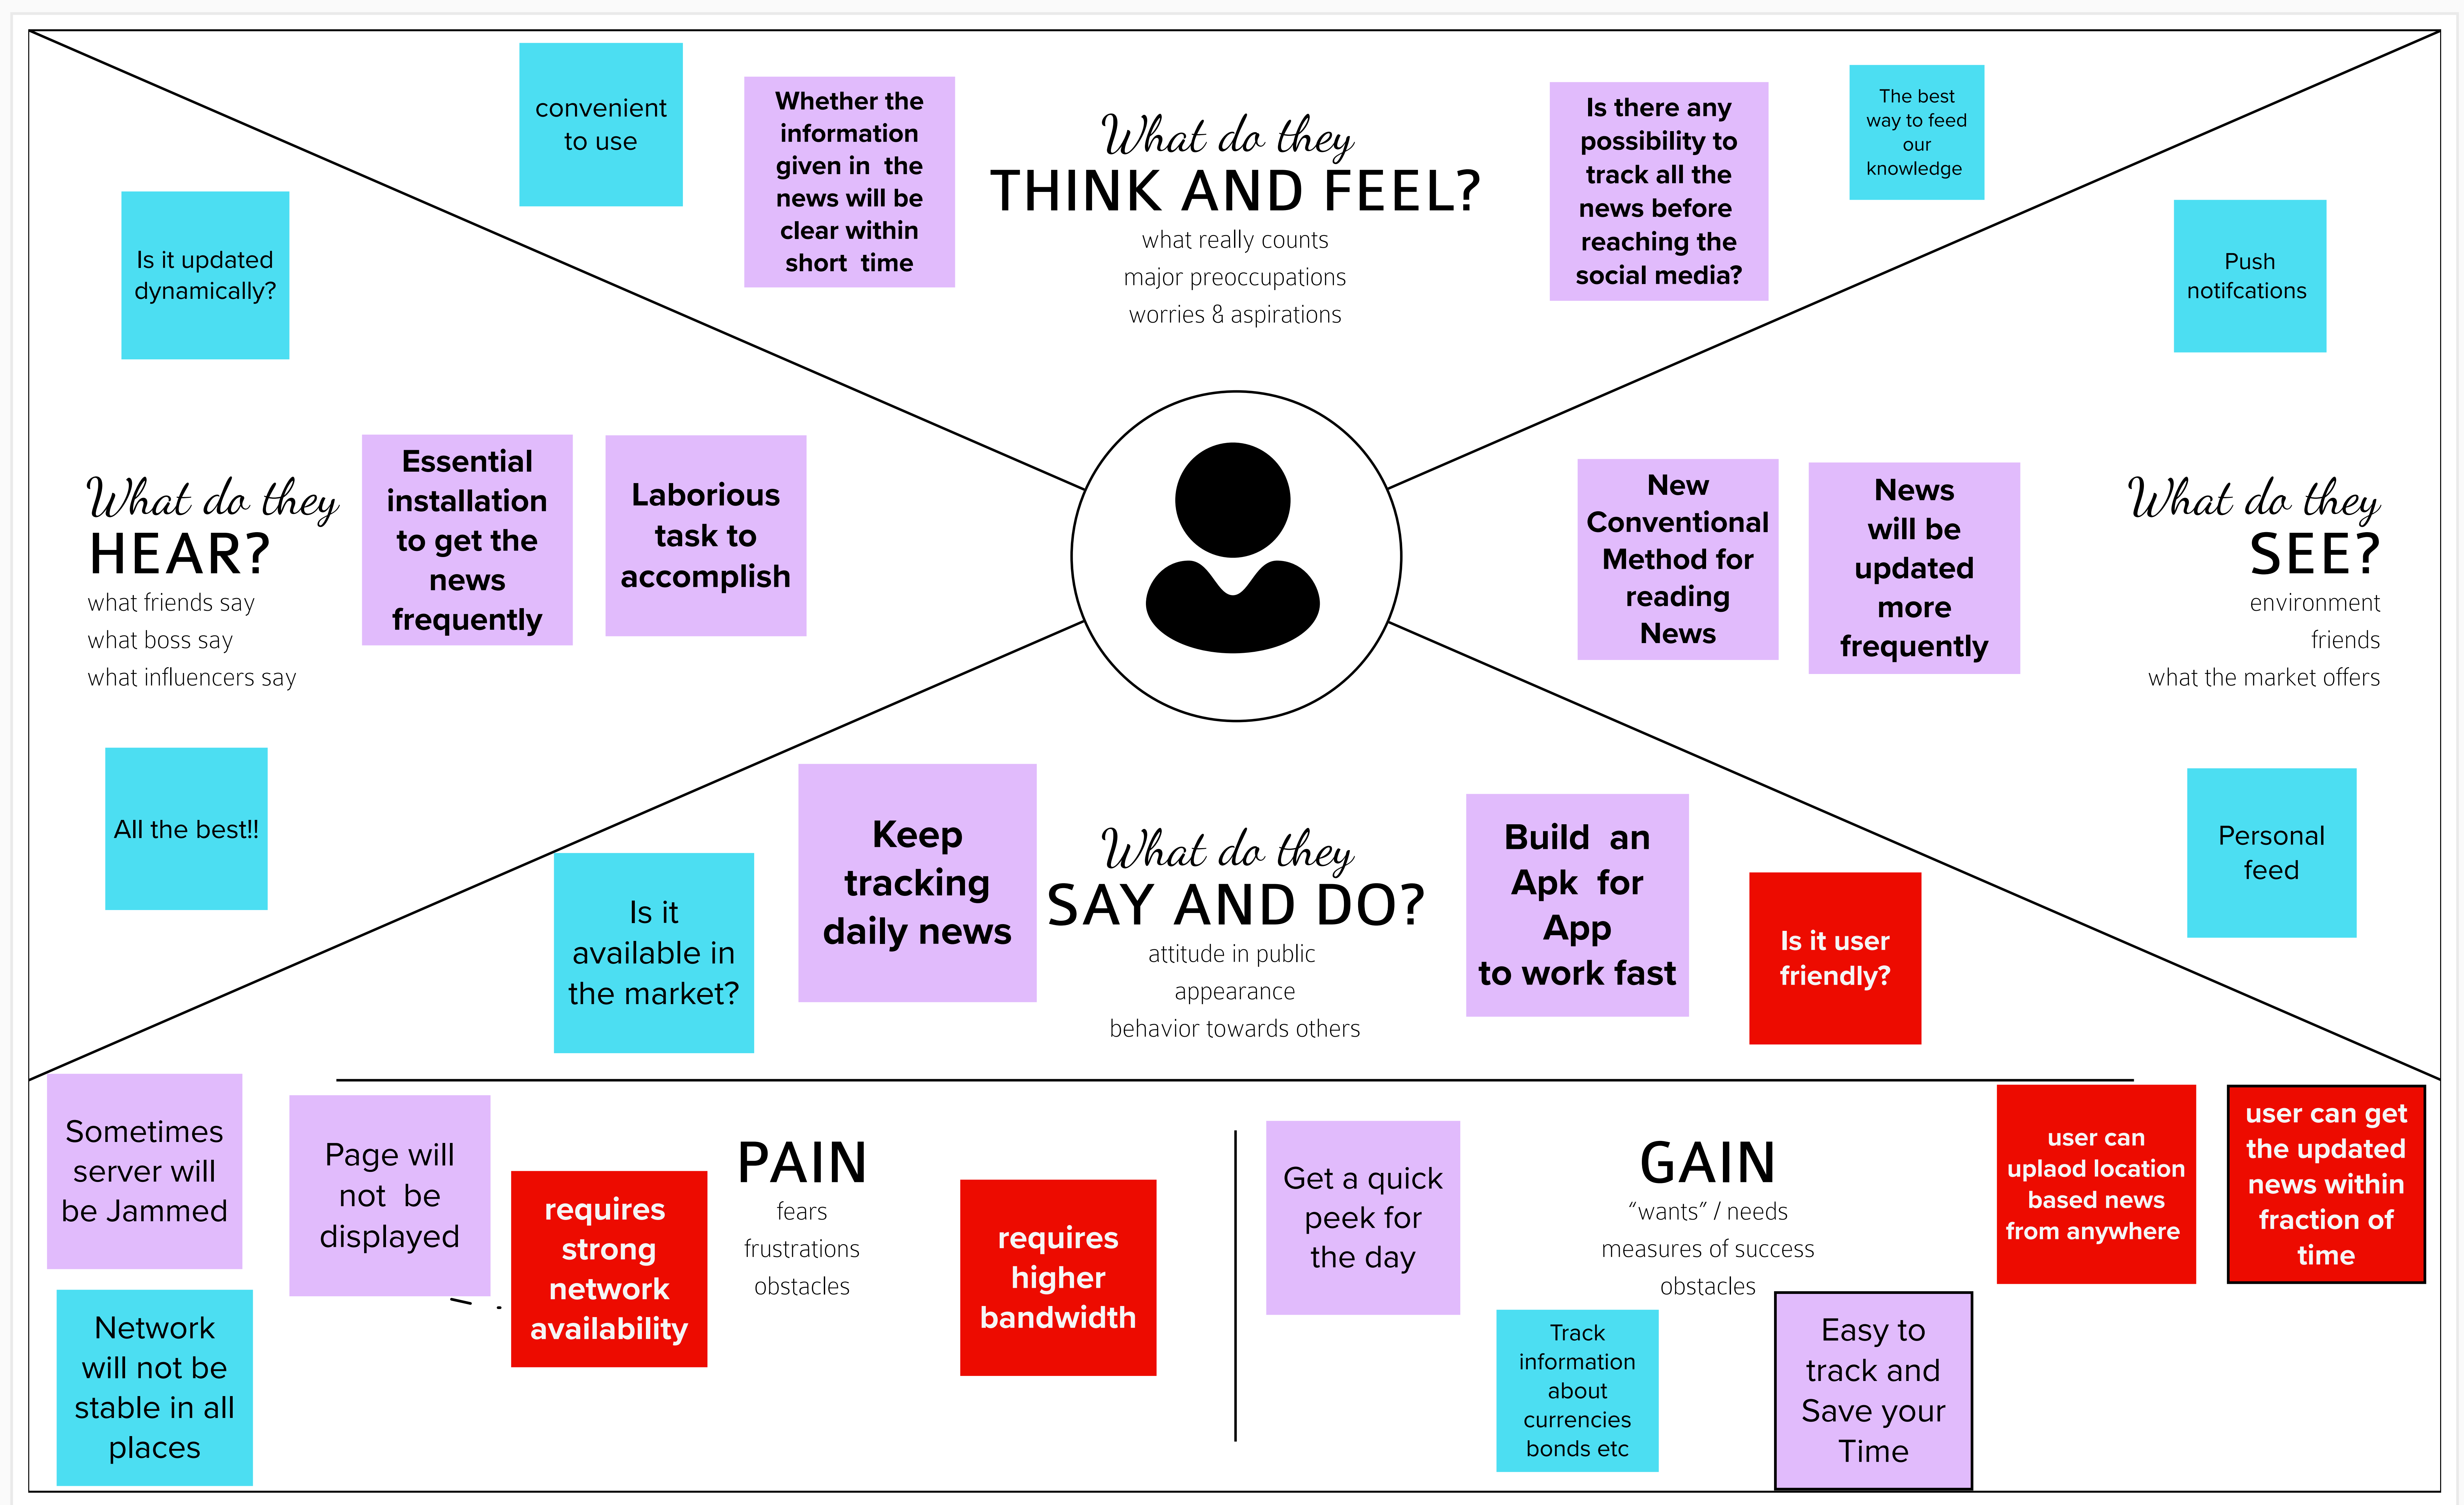 convenient
to use
Whether the
information
given in the
news will be
clear within
short time
What do they
THINK AND FEEL?
what really counts
major preoccupations
worries & aspirations
Is there any
possibility to
track all the
news before
reaching the
social media?
The best
way to feed
our
knowledge
Is it updated
dynamically?
Push
notifcations
What do they
HEAR?
what friends say
what boss say
what influencers say
Essential
installation
to get the
news
frequently
Laborious
task to
accomplish
New
Conventional
Method for
reading
News
News
will be
updated
more
frequently
What do they
SEE?
environment
friends
what the market offers
All the best!!
Is it
available in
the market?
Keep
tracking
daily news
What do they
SAY AND DO?
attitude in public
appearance
behavior towards others
Build an
Apk for
App
to work fast
Is it user
friendly?
Personal
feed
Sometimes
server will
be Jammed
Page will
not be
displayed
requires
strong
network
availability
PAIN
fears
frustrations
obstacles
requires
higher
bandwidth
Network
will not be
stable in all
places
Get a quick
peek for
the day
GAIN
“wants” / needs
measures of success
obstacles
user can
uplaod location
based news
from anywhere
user can get
the updated
news within
fraction of
time
Track
information
about
currencies
bonds etc
Easy to
track and
Save your
Time